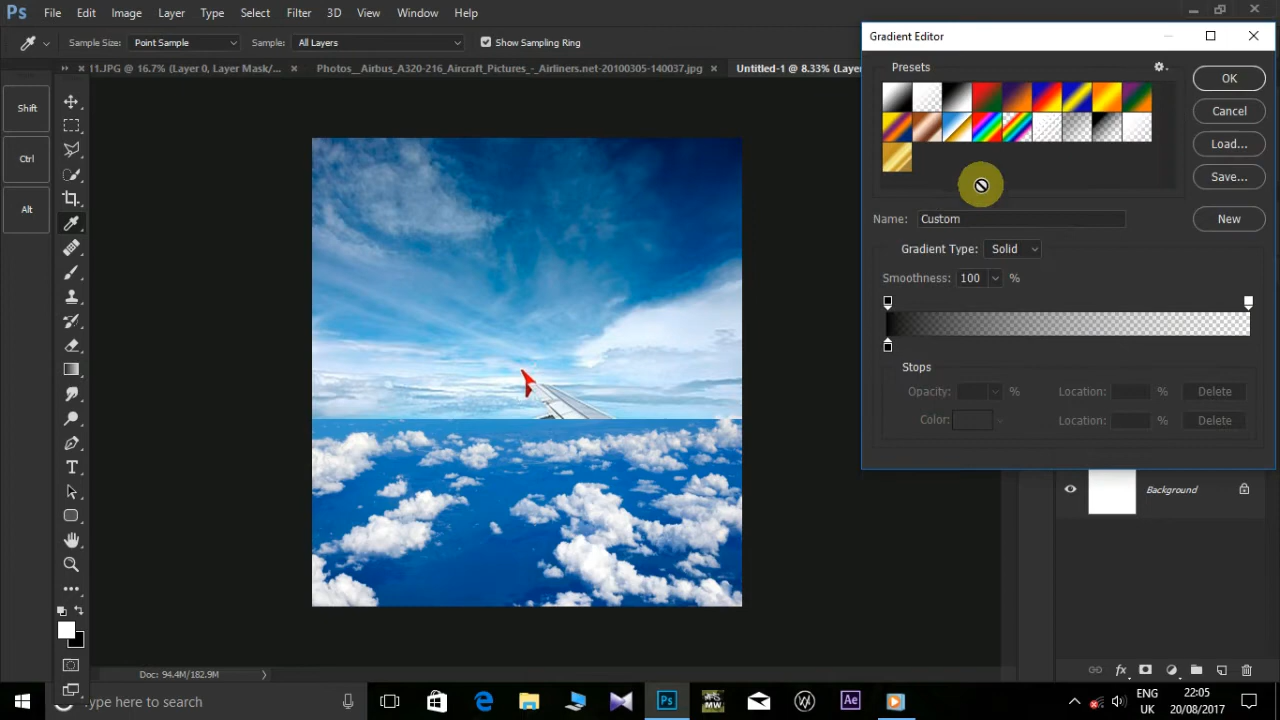 Ps File Edit Image Layer Type Select Filter 3D View Window Help
Sample Size: Point Sample Sample: All Layers Show Sampling Ring
11.JPG @ 16.7% (Layer 0, Layer Mask/... Photos__Airbus_A320-216_Aircraft_Pictures_-_Airliners.net-20100305-140037.jpg Untitled-1 @ 8.33% (Layer
Shift
Ctrl
Alt
Gradient Editor
Presets
OK
Cancel
Load...
Save...
Name: Custom New
Gradient Type: Solid
Smoothness: 100 %
Stops
Opacity: % Location: % Delete
Color: Location: % Delete
Background
Doc: 94.4M/182.9M
ype here to search
Ps
MW
W
Ae
ENG
UK
22:05
20/08/2017